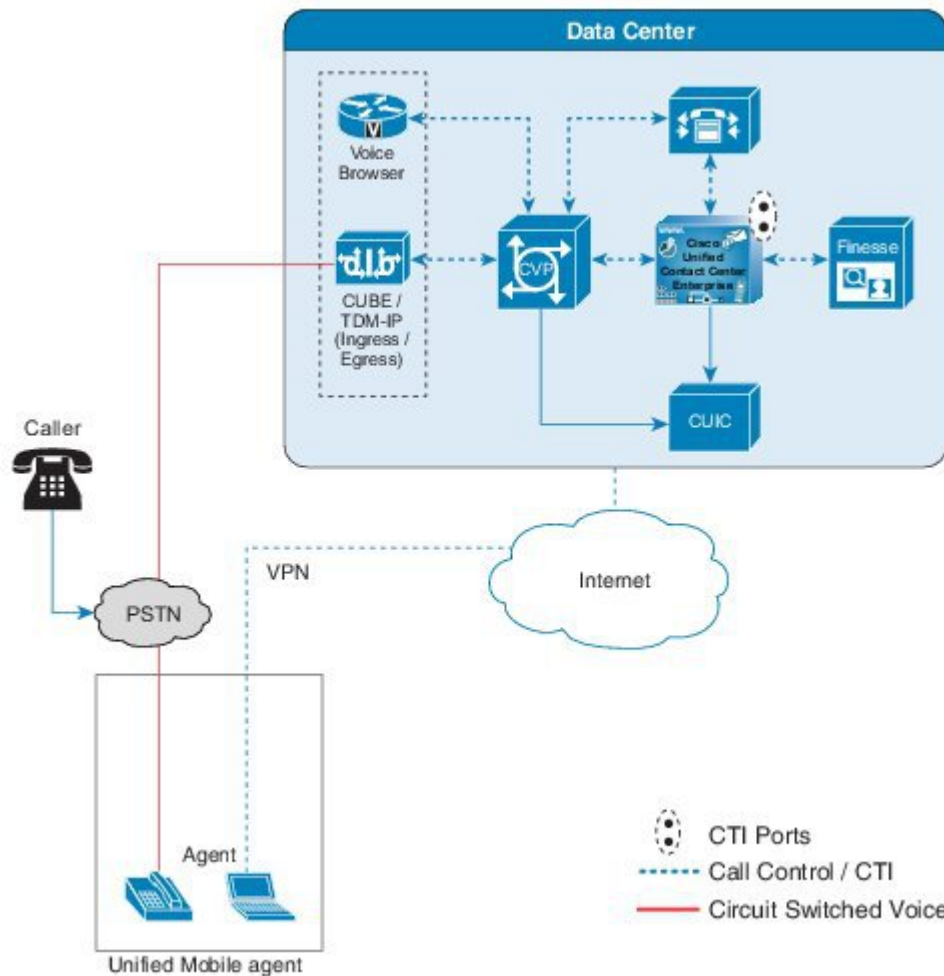 Data Center
V
Voice
Browser
CUBE /
TDM-IP
(Ingress /
Egress)
CVP
www.
Cisco
Unified
Contact Center
Enterprise
Finesse
CUIC
Caller
PSTN
VPN
Internet
Agent
Unified Mobile agent
CTI Ports
Call Control / CTI
Circuit Switched Voice